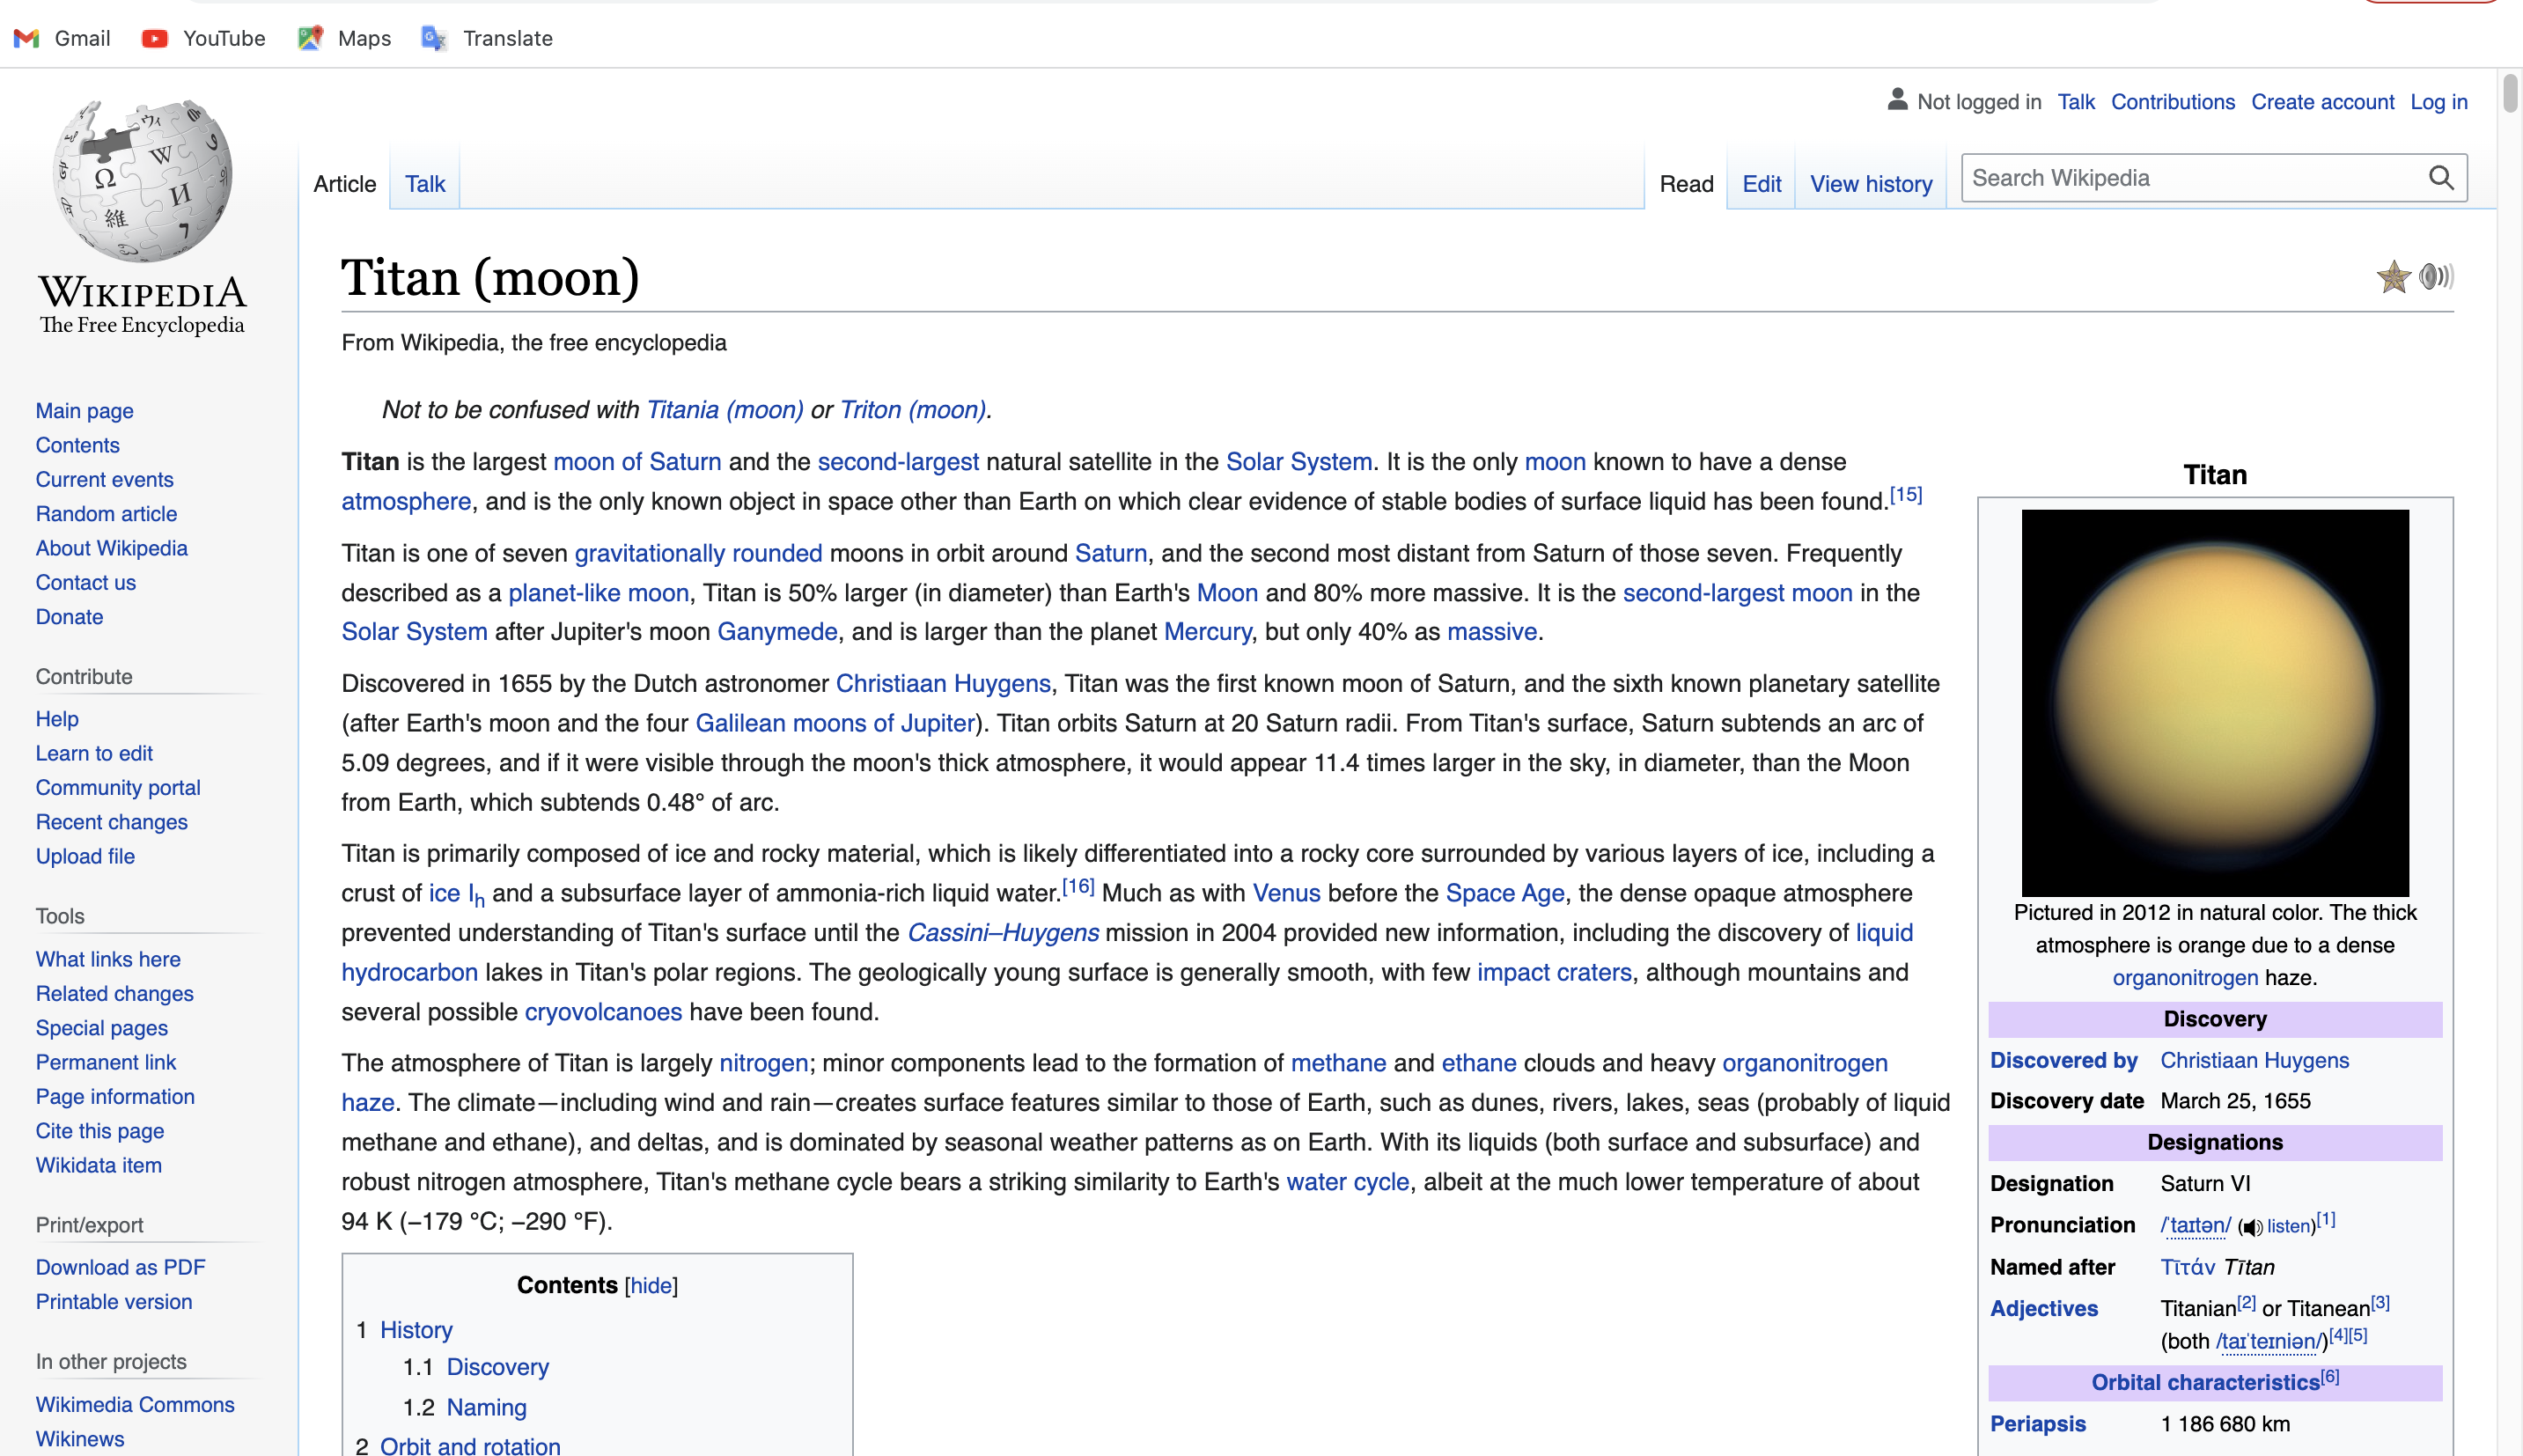 Gmail YouTube Maps Translate
Not logged in Talk Contributions Create account Log in
Article Talk Read Edit View history Search Wikipedia
Ω W И 維 ウィ
WIKIPEDIA
The Free Encyclopedia
Main page
Contents
Current events
Random article
About Wikipedia
Contact us
Donate
Contribute
Help
Learn to edit
Community portal
Recent changes
Upload file
Tools
What links here
Related changes
Special pages
Permanent link
Page information
Cite this page
Wikidata item
Print/export
Download as PDF
Printable version
In other projects
Wikimedia Commons
Wikinews
Titan (moon)
From Wikipedia, the free encyclopedia
Not to be confused with Titania (moon) or Triton (moon).
Titan is the largest moon of Saturn and the second-largest natural satellite in the Solar System. It is the only moon known to have a dense
atmosphere, and is the only known object in space other than Earth on which clear evidence of stable bodies of surface liquid has been found.[15]
Titan is one of seven gravitationally rounded moons in orbit around Saturn, and the second most distant from Saturn of those seven. Frequently
described as a planet-like moon, Titan is 50% larger (in diameter) than Earth's Moon and 80% more massive. It is the second-largest moon in the
Solar System after Jupiter's moon Ganymede, and is larger than the planet Mercury, but only 40% as massive.
Discovered in 1655 by the Dutch astronomer Christiaan Huygens, Titan was the first known moon of Saturn, and the sixth known planetary satellite
(after Earth's moon and the four Galilean moons of Jupiter). Titan orbits Saturn at 20 Saturn radii. From Titan's surface, Saturn subtends an arc of
5.09 degrees, and if it were visible through the moon's thick atmosphere, it would appear 11.4 times larger in the sky, in diameter, than the Moon
from Earth, which subtends 0.48° of arc.
Titan is primarily composed of ice and rocky material, which is likely differentiated into a rocky core surrounded by various layers of ice, including a
crust of ice Ih and a subsurface layer of ammonia-rich liquid water.[16] Much as with Venus before the Space Age, the dense opaque atmosphere
prevented understanding of Titan's surface until the Cassini–Huygens mission in 2004 provided new information, including the discovery of liquid
hydrocarbon lakes in Titan's polar regions. The geologically young surface is generally smooth, with few impact craters, although mountains and
several possible cryovolcanoes have been found.
The atmosphere of Titan is largely nitrogen; minor components lead to the formation of methane and ethane clouds and heavy organonitrogen
haze. The climate—including wind and rain—creates surface features similar to those of Earth, such as dunes, rivers, lakes, seas (probably of liquid
methane and ethane), and deltas, and is dominated by seasonal weather patterns as on Earth. With its liquids (both surface and subsurface) and
robust nitrogen atmosphere, Titan's methane cycle bears a striking similarity to Earth's water cycle, albeit at the much lower temperature of about
94 K (−179 °C; −290 °F).
Contents [hide]
1 History
1.1 Discovery
1.2 Naming
2 Orbit and rotation
Titan
Pictured in 2012 in natural color. The thick
atmosphere is orange due to a dense
organonitrogen haze.
Discovery
Discovered by Christiaan Huygens
Discovery date March 25, 1655
Designations
Designation Saturn VI
Pronunciation /ˈtaɪtən/ (listen)[1]
Named after Τῑτάν Tītan
Adjectives Titanian[2] or Titanean[3]
(both /taɪˈteɪniən/)[4][5]
Orbital characteristics[6]
Periapsis 1 186 680 km